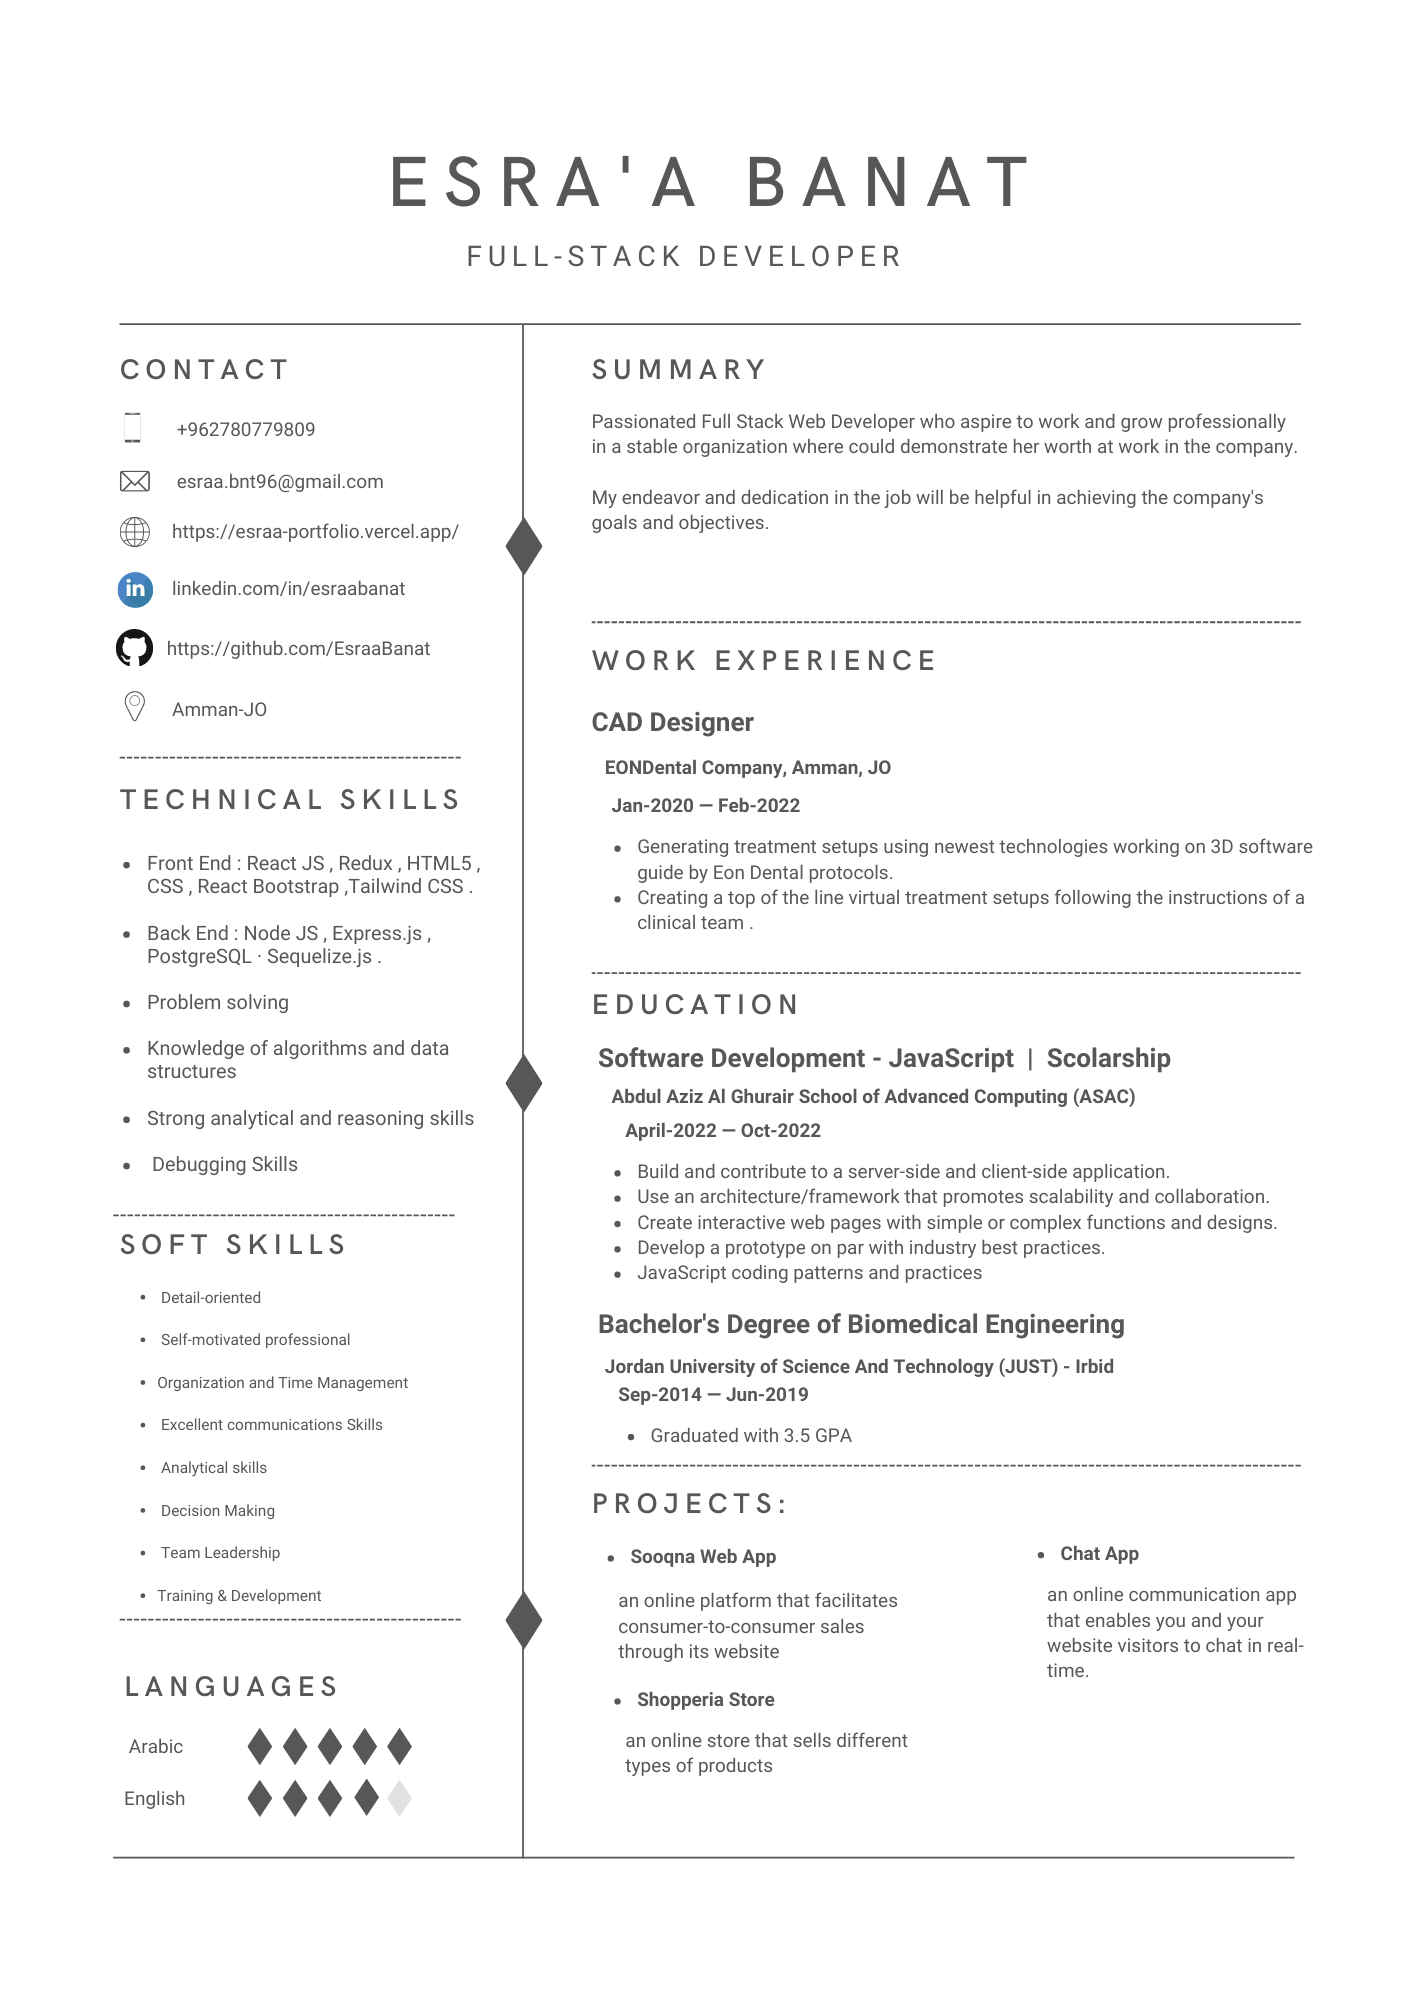 ESRA'A BANAT
FULL-STACK DEVELOPER
CONTACT
+962780779809
esraa.bnt96@gmail.com
https://esraa-portfolio.vercel.app/
in
linkedin.com/in/esraabanat
https://github.com/EsraaBanat
Amman-JO
TECHNICAL SKILLS
• Front End : React JS , Redux , HTML5 ,
CSS , React Bootstrap ,Tailwind CSS .
• Back End : Node JS , Express.js ,
PostgreSQL · Sequelize.js .
• Problem solving
• Knowledge of algorithms and data
structures
• Strong analytical and reasoning skills
• Debugging Skills
SOFT SKILLS
• Detail-oriented
• Self-motivated professional
• Organization and Time Management
• Excellent communications Skills
• Analytical skills
• Decision Making
• Team Leadership
• Training & Development
LANGUAGES
Arabic
English
SUMMARY
Passionated Full Stack Web Developer who aspire to work and grow professionally
in a stable organization where could demonstrate her worth at work in the company.
My endeavor and dedication in the job will be helpful in achieving the company's
goals and objectives.
WORK EXPERIENCE
CAD Designer
EONDental Company, Amman, JO
Jan-2020 — Feb-2022
• Generating treatment setups using newest technologies working on 3D software
guide by Eon Dental protocols.
• Creating a top of the line virtual treatment setups following the instructions of a
clinical team .
EDUCATION
Software Development - JavaScript | Scolarship
Abdul Aziz Al Ghurair School of Advanced Computing (ASAC)
April-2022 — Oct-2022
• Build and contribute to a server-side and client-side application.
• Use an architecture/framework that promotes scalability and collaboration.
• Create interactive web pages with simple or complex functions and designs.
• Develop a prototype on par with industry best practices.
• JavaScript coding patterns and practices
Bachelor's Degree of Biomedical Engineering
Jordan University of Science And Technology (JUST) - Irbid
Sep-2014 — Jun-2019
• Graduated with 3.5 GPA
PROJECTS:
• Sooqna Web App
an online platform that facilitates
consumer-to-consumer sales
through its website
• Shopperia Store
an online store that sells different
types of products
• Chat App
an online communication app
that enables you and your
website visitors to chat in real-
time.